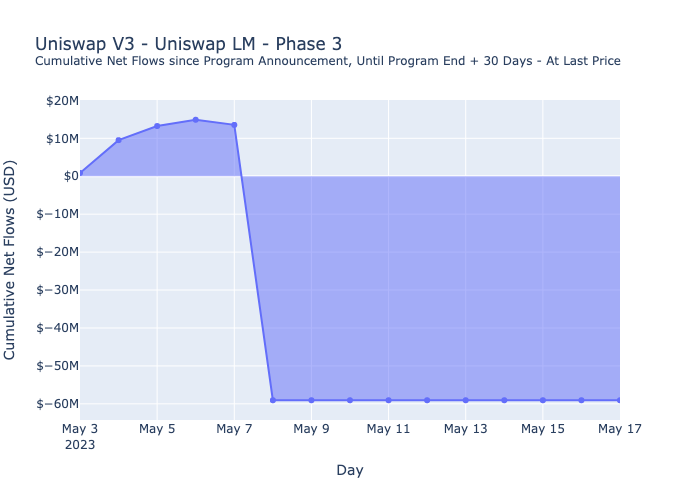 Uniswap V3 - Uniswap LM - Phase 3
Cumulative Net Flows since Program Announcement, Until Program End + 30 Days - At Last Price
Cumulative Net Flows (USD)
$20M
$10M
$0
$−10M
$−20M
$−30M
$−40M
$−50M
$−60M
May 3
2023
May 5
May 7
May 9
May 11
May 13
May 15
May 17
Day